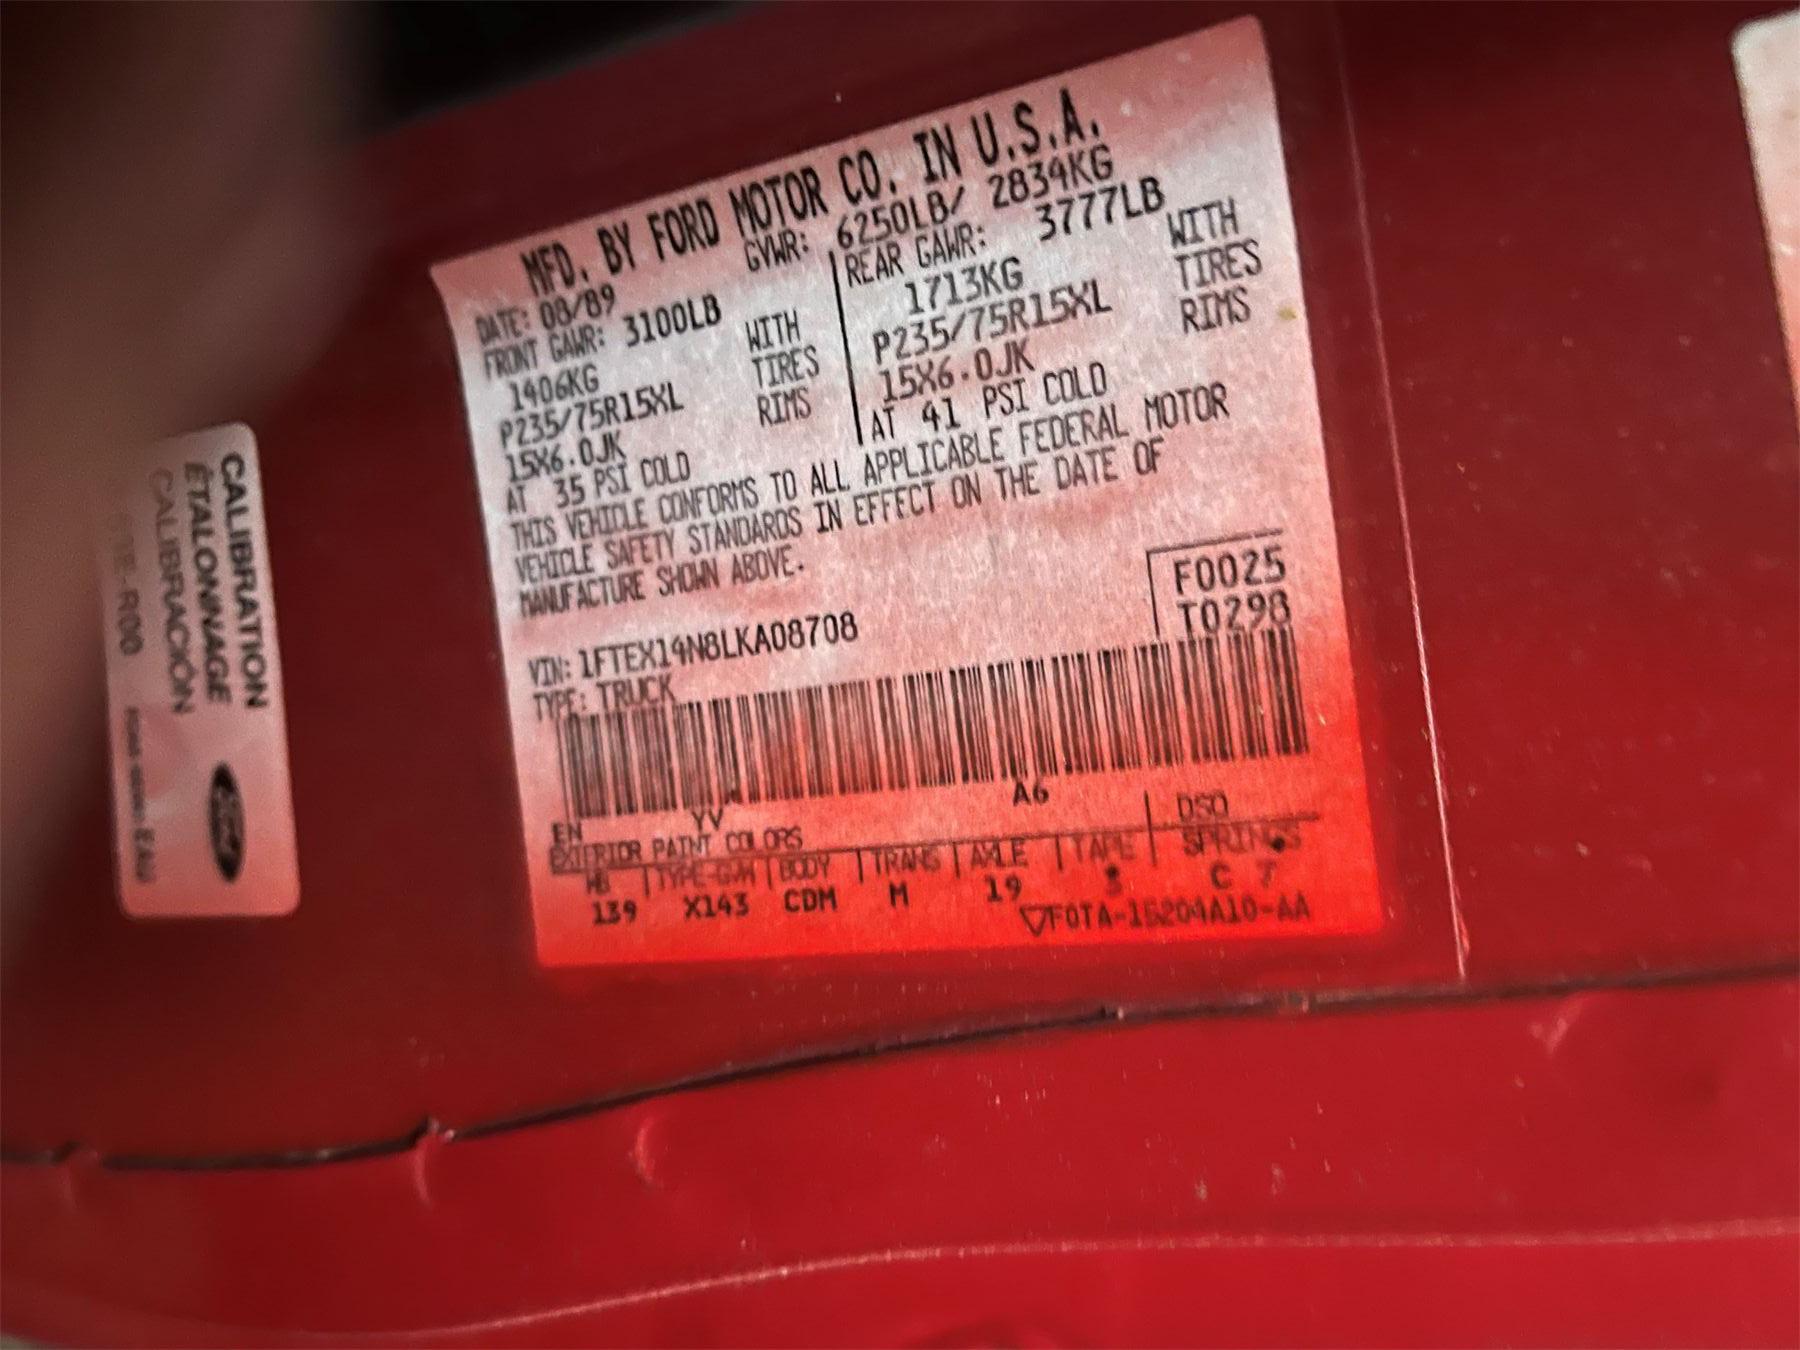 MFD. BY FORD MOTOR CO. IN U.S.A.
DATE: 08/89
GVWR: 6250LB/ 2834KG
FRONT GAWR: 3100LB
1406KG
WITH
P235/75R15XL
TIRES
15X6.0JK
RIMS
AT 35 PSI COLD
REAR GAWR: 3777LB
1713KG
WITH
P235/75R15XL
TIRES
15X6.0JK
RIMS
AT 41 PSI COLD
THIS VEHICLE CONFORMS TO ALL APPLICABLE FEDERAL MOTOR
VEHICLE SAFETY STANDARDS IN EFFECT ON THE DATE OF
MANUFACTURE SHOWN ABOVE.
F0025
T0298
VIN: 1FTEX14N8LKA08708
TYPE: TRUCK
EN YV A6
EXTERIOR PAINT COLORS DSO
WB TYPE-GVW BODY TRANS AXLE TAPE SPRINGS
139 X143 CDM M 19 C
F0TA-15204A10-AA
CALIBRATION
ÉTALONNAGE
CALIBRACIÓN
-R00
Ford